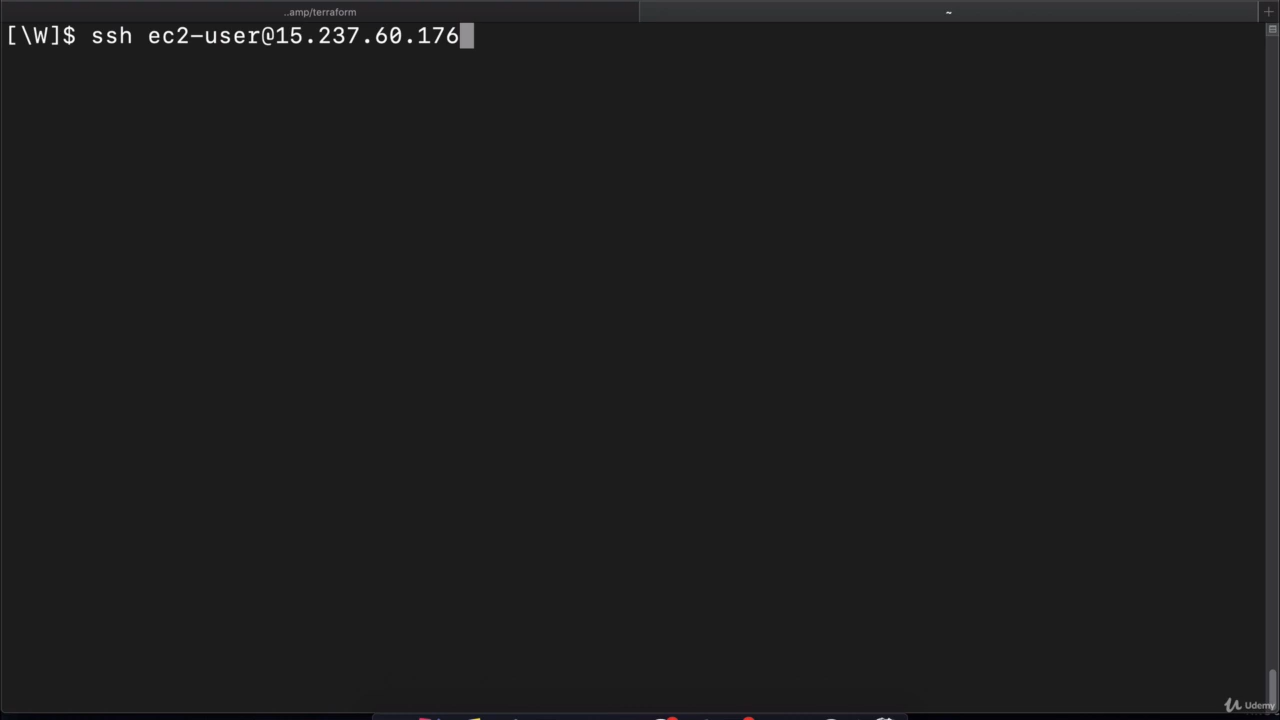 ..amp/terraform
~
+
[\W]$ ssh ec2-user@15.237.60.176
Udemy